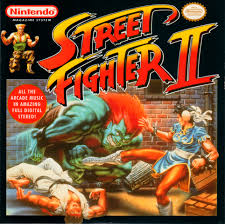 Nintendo
MAGAZINE SYSTEM
STREET
FIGHTER II
ALL THE
ARCADE MUSIC
IN AMAZING
FULL DIGITAL
STEREO!